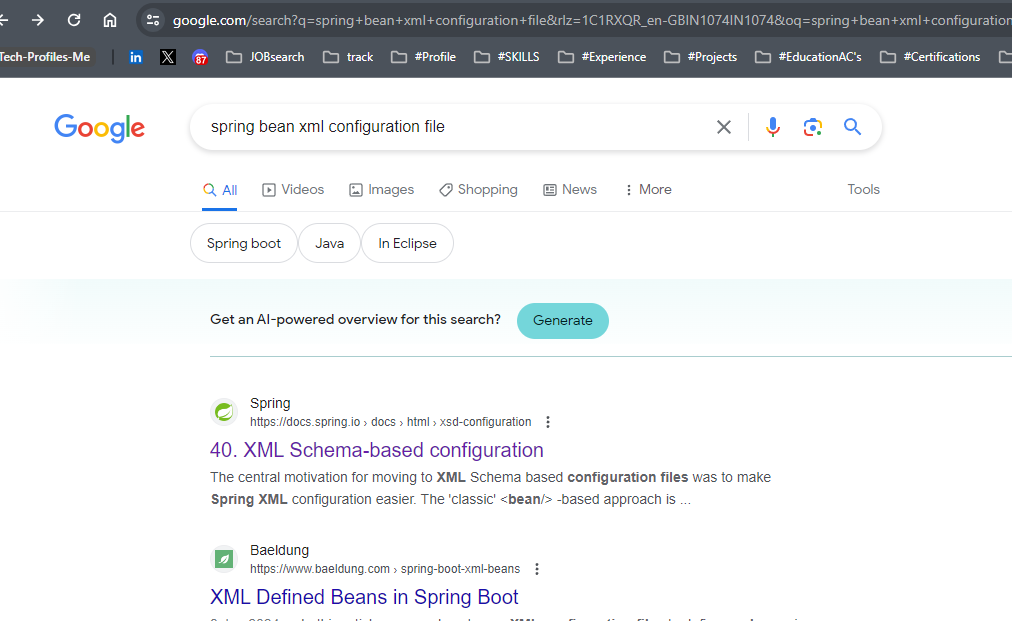 google.com/search?q=spring+bean+xml+configuration+file&rlz=1C1RXQR_en-GBIN1074IN1074&oq=spring+bean+xml+configuration
Tech-Profiles-Me in X 87 JOBsearch track #Profile #SKILLS #Experience #Projects #EducationAC's #Certifications
Google spring bean xml configuration file
All Videos Images Shopping News More Tools
Spring boot Java In Eclipse
Get an AI-powered overview for this search? Generate
Spring
https://docs.spring.io › docs › html › xsd-configuration
40. XML Schema-based configuration
The central motivation for moving to XML Schema based configuration files was to make
Spring XML configuration easier. The 'classic' <bean/> -based approach is ...
Baeldung
https://www.baeldung.com › spring-boot-xml-beans
XML Defined Beans in Spring Boot